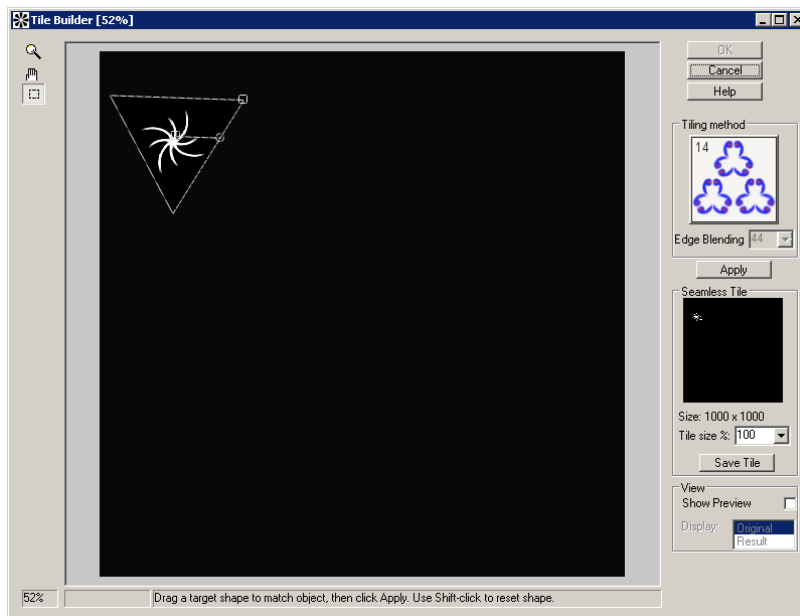 Tile Builder [52%]
OK
Cancel
Help
Tiling method
14
Edge Blending 44
Apply
Seamless Tile
Size: 1000 x 1000
Tile size %: 100
Save Tile
View
Show Preview
Display: Original
Result
52%
Drag a target shape to match object, then click Apply. Use Shift-click to reset shape.